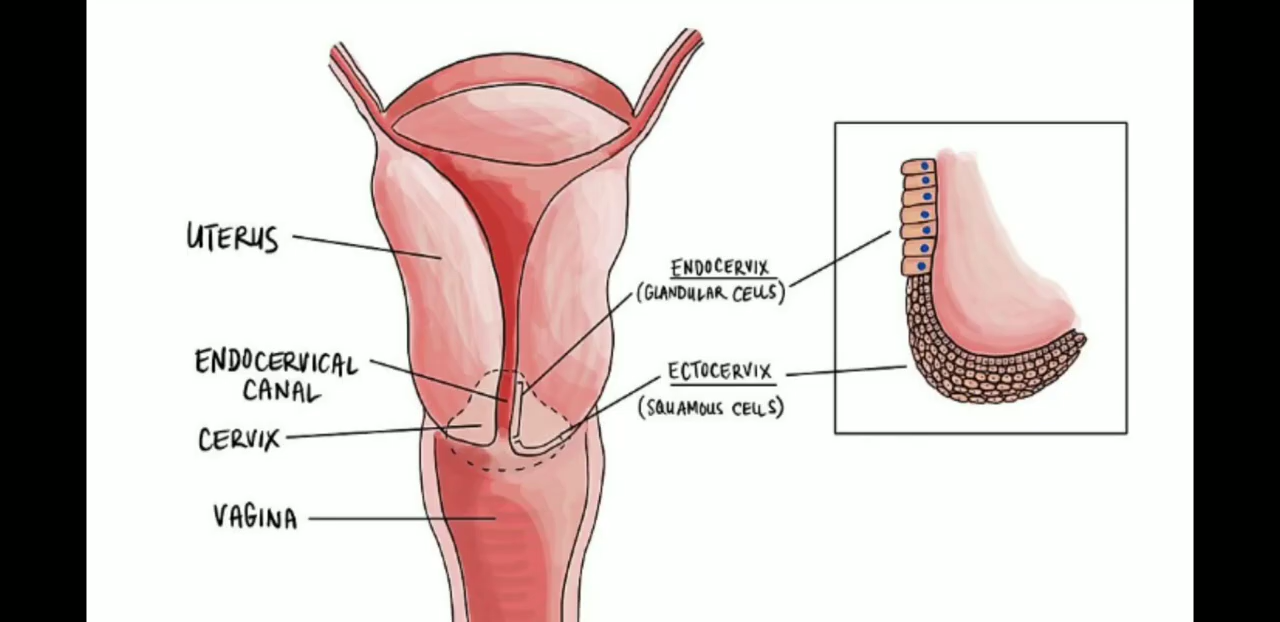 UTERUS
ENDOCERVICAL
CANAL
CERVIX
VAGINA
ENDOCERVIX
(GLANDULAR CELLS)
ECTOCERVIX
(SQUAMOUS CELLS)